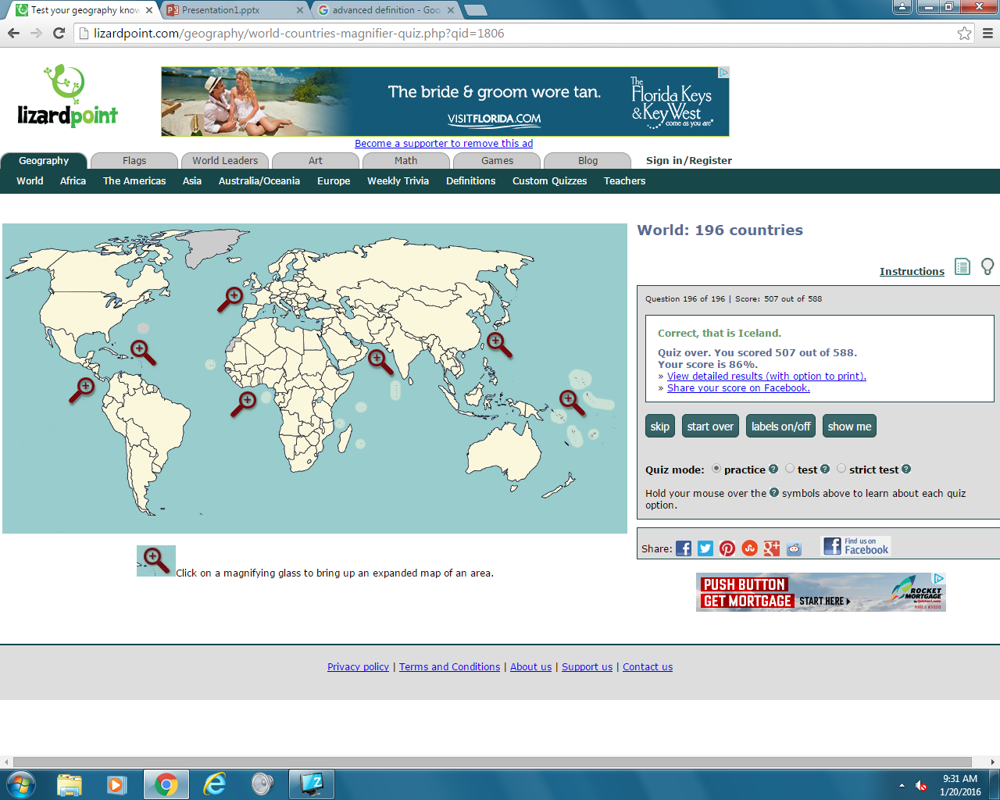 Test your geography know
Presentation1.pptx
advanced definition - Goo
lizardpoint.com/geography/world-countries-magnifier-quiz.php?qid=1806
lizardpoint
The bride & groom wore tan.
VISITFLORIDA.COM
The
Florida Keys
& Key West
come as you are®
Become a supporter to remove this ad
Geography Flags World Leaders Art Math Games Blog Sign in/Register
World Africa The Americas Asia Australia/Oceania Europe Weekly Trivia Definitions Custom Quizzes Teachers
World: 196 countries
Instructions
Question 196 of 196 | Score: 507 out of 588
Correct, that is Iceland.
Quiz over. You scored 507 out of 588.
Your score is 86%.
» View detailed results (with option to print).
» Share your score on Facebook.
skip start over labels on/off show me
Quiz mode: practice ? test ? strict test ?
Hold your mouse over the ? symbols above to learn about each quiz
option.
Share:
Find us on
Facebook
Click on a magnifying glass to bring up an expanded map of an area.
PUSH BUTTON
GET MORTGAGE START HERE
ROCKET
MORTGAGE
by Quicken Loans
NMLS #3030
Privacy policy | Terms and Conditions | About us | Support us | Contact us
9:31 AM
1/20/2016